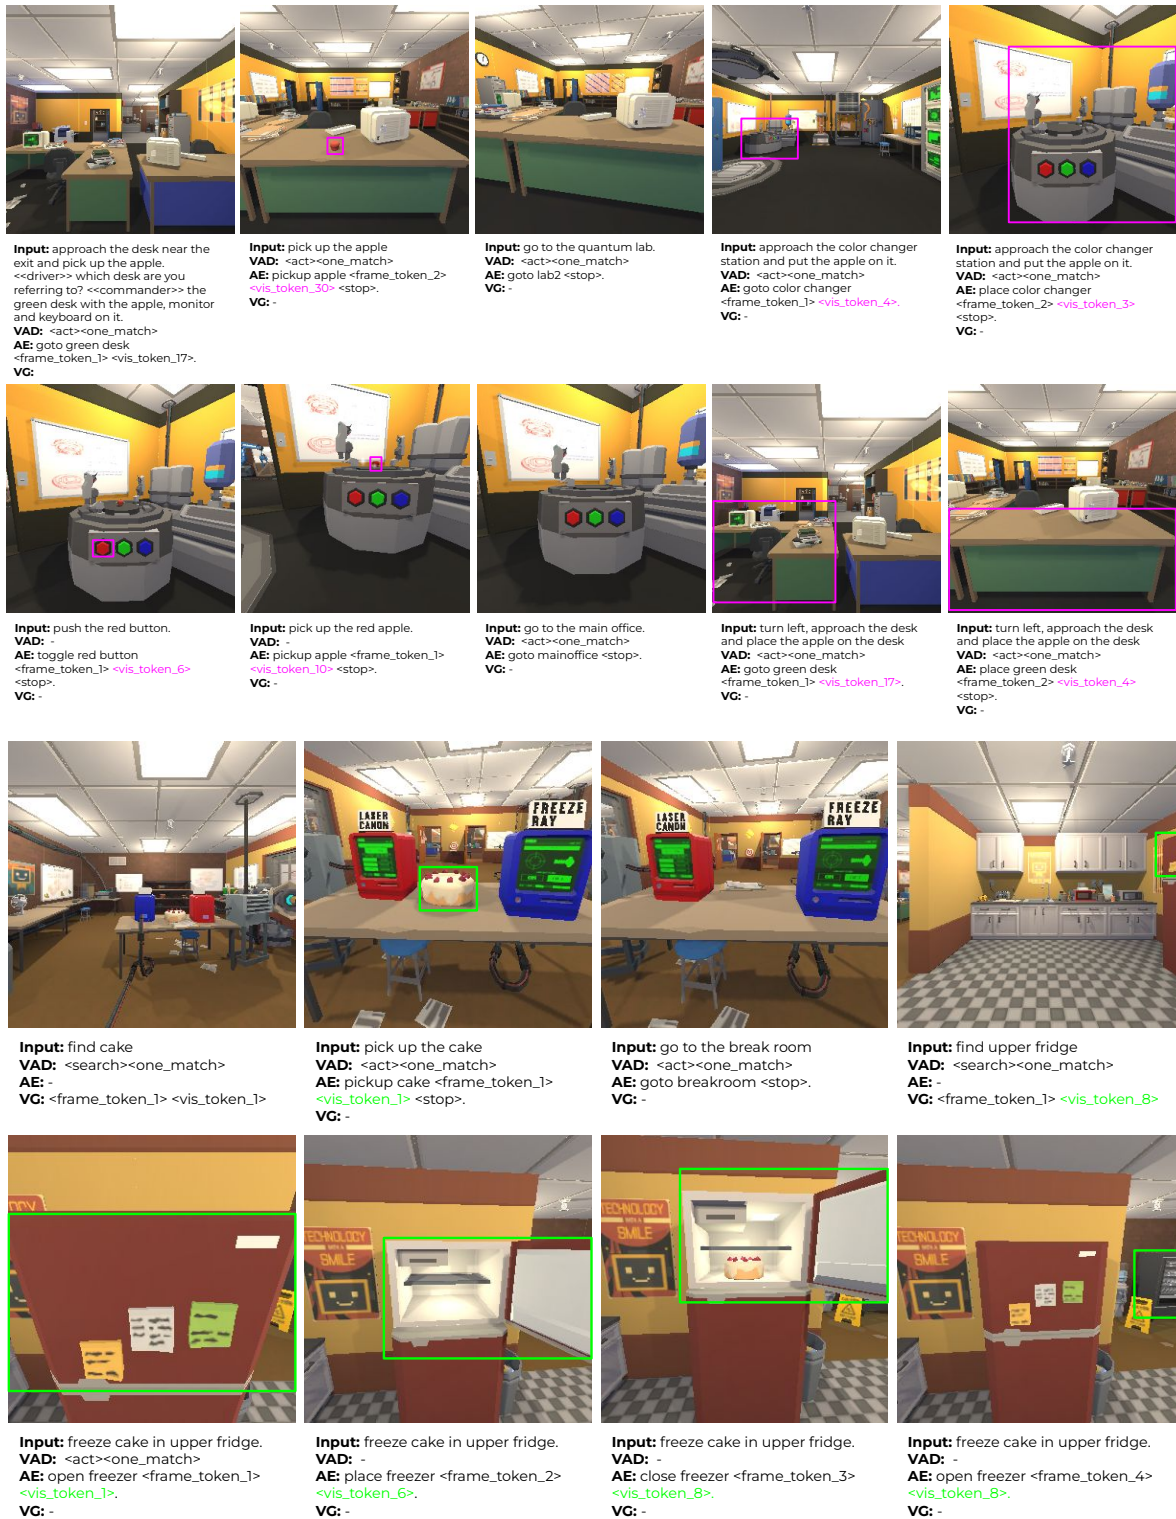 Input: approach the desk near the
exit and pick up the apple.
<<driver>> which desk are you
referring to? <<commander>> the
green desk with the apple, monitor
and keyboard on it.
VAD: <act><one_match>
AE: goto green desk
<frame_token_1> <vis_token_17>.
VG:
Input: pick up the apple
VAD: <act><one_match>
AE: pickup apple <frame_token_2>
<vis_token_30> <stop>.
VG: -
Input: go to the quantum lab.
VAD: <act><one_match>
AE: goto lab2 <stop>.
VG: -
Input: approach the color changer
station and put the apple on it.
VAD: <act><one_match>
AE: goto color changer
<frame_token_1> <vis_token_4>.
VG: -
Input: approach the color changer
station and put the apple on it.
VAD: <act><one_match>
AE: place color changer
<frame_token_2> <vis_token_3>
<stop>.
VG: -
Input: push the red button.
VAD: -
AE: toggle red button
<frame_token_1> <vis_token_6>
<stop>.
VG: -
Input: pick up the red apple.
VAD: -
AE: pickup apple <frame_token_1>
<vis_token_10> <stop>.
VG: -
Input: go to the main office.
VAD: <act><one_match>
AE: goto mainoffice <stop>.
VG: -
Input: turn left, approach the desk
and place the apple on the desk
VAD: <act><one_match>
AE: goto green desk
<frame_token_1> <vis_token_17>.
VG: -
Input: turn left, approach the desk
and place the apple on the desk
VAD: <act><one_match>
AE: place green desk
<frame_token_2> <vis_token_4>
<stop>.
VG: -
LASER
CANON
FREEZE
RAY
LASER
CANON
FREEZE
RAY
Input: find cake
VAD: <search><one_match>
AE: -
VG: <frame_token_1> <vis_token_1>
Input: pick up the cake
VAD: <act><one_match>
AE: pickup cake <frame_token_1>
<vis_token_1> <stop>.
VG: -
Input: go to the break room
VAD: <act><one_match>
AE: goto breakroom <stop>.
VG: -
Input: find upper fridge
VAD: <search><one_match>
AE: -
VG: <frame_token_1> <vis_token_8>
TECHNOLOGY
WITH A
SMILE
TECHNOLOGY
WITH A
SMILE
TECHNOLOGY
WITH A
SMILE
Input: freeze cake in upper fridge.
VAD: <act><one_match>
AE: open freezer <frame_token_1>
<vis_token_1>.
VG: -
Input: freeze cake in upper fridge.
VAD: -
AE: place freezer <frame_token_2>
<vis_token_6>.
VG: -
Input: freeze cake in upper fridge.
VAD: -
AE: close freezer <frame_token_3>
<vis_token_8>.
VG: -
Input: freeze cake in upper fridge.
VAD: -
AE: open freezer <frame_token_4>
<vis_token_8>.
VG: -